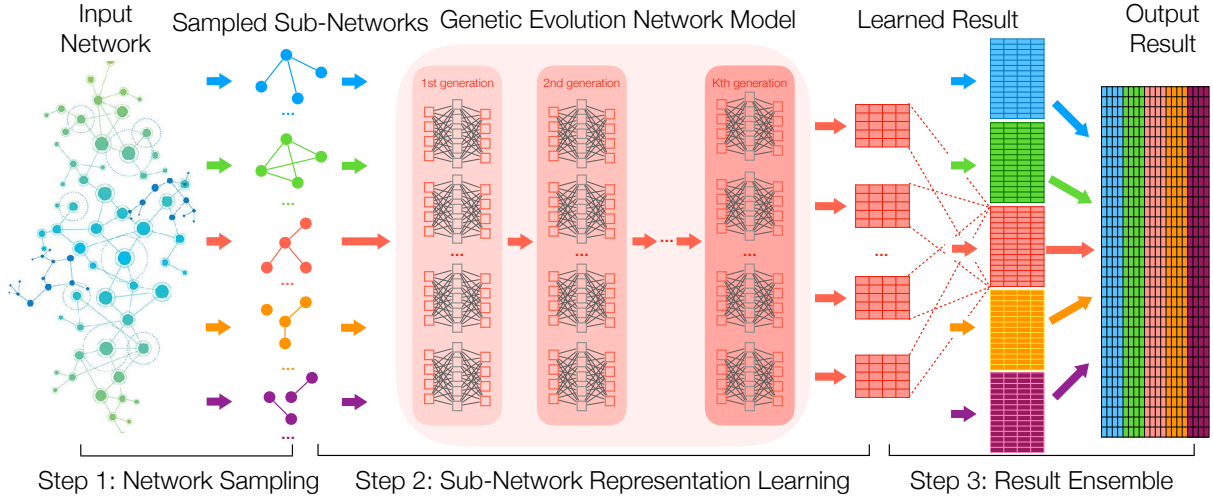 Input
Network
Sampled Sub-Networks
Genetic Evolution Network Model
Learned Result
Output
Result
1st generation
2nd generation
Kth generation
...
...
...
...
...
...
...
...
...
...
Step 1: Network Sampling
Step 2: Sub-Network Representation Learning
Step 3: Result Ensemble